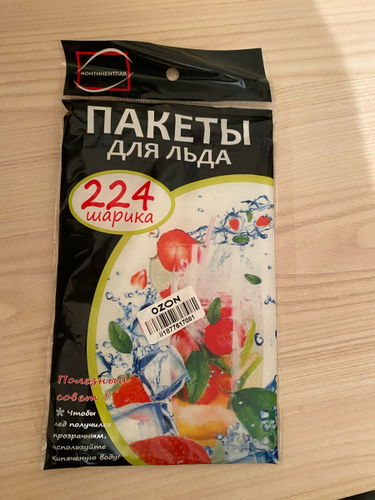 КОНТИНЕНТПАК
ПАКЕТЫ
ДЛЯ ЛЬДА
224
шарика
OZON
Полезный
совет!
* Чтобы
лед получился
прозрачным,
используйте
кипяченую воду!